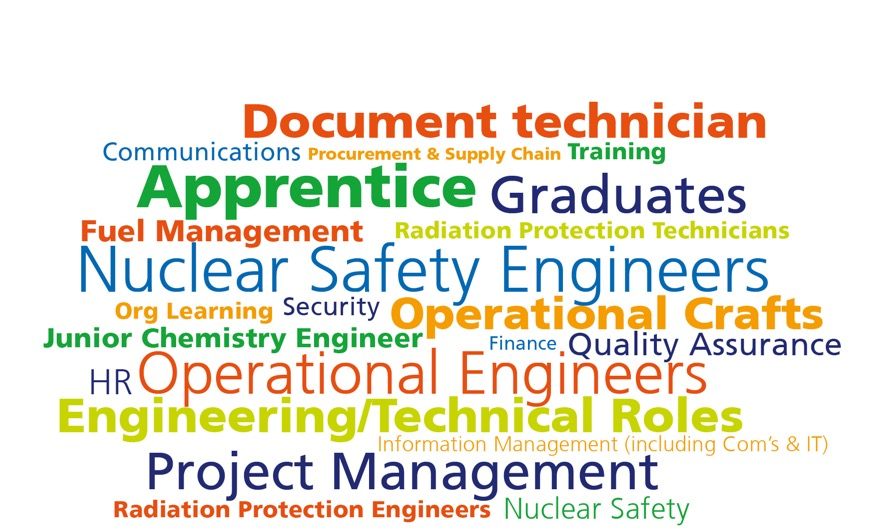 Document technician
Communications Procurement & Supply Chain Training
Apprentice Graduates
Fuel Management Radiation Protection Technicians
Nuclear Safety Engineers
Org Learning Security Operational Crafts
Junior Chemistry Engineer Finance Quality Assurance
HR Operational Engineers
Engineering/Technical Roles
Information Management (including Com's & IT)
Project Management
Radiation Protection Engineers Nuclear Safety